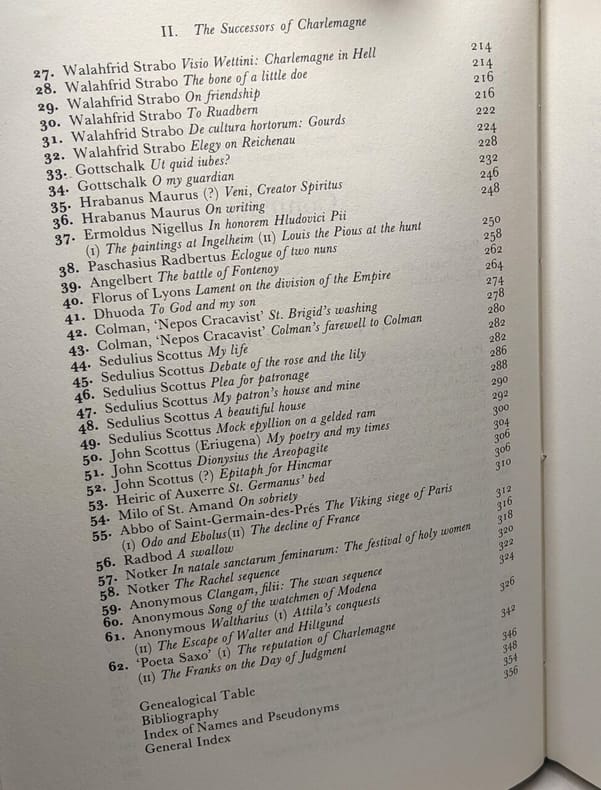 II. The Successors of Charlemagne
27. Walahfrid Strabo Visio Wettini: Charlemagne in Hell 214
28. Walahfrid Strabo The bone of a little doe 214
29. Walahfrid Strabo On friendship 216
30. Walahfrid Strabo To Ruadbern 216
31. Walahfrid Strabo De cultura hortorum: Gourds 222
32. Walahfrid Strabo Elegy on Reichenau 224
33. Gottschalk Ut quid iubes? 228
34. Gottschalk O my guardian 232
35. Hrabanus Maurus (?) Veni, Creator Spiritus 246
36. Hrabanus Maurus On writing 248
37. Ermoldus Nigellus In honorem Hludovici Pii
(I) The paintings at Ingelheim (II) Louis the Pious at the hunt 250
38. Paschasius Radbertus Eclogue of two nuns 258
39. Angelbert The battle of Fontenoy 262
40. Florus of Lyons Lament on the division of the Empire 264
41. Dhuoda To God and my son 274
42. Colman, 'Nepos Cracavist' St. Brigid's washing 278
43. Colman, 'Nepos Cracavist' Colman's farewell to Colman 280
44. Sedulius Scottus My life 282
45. Sedulius Scottus Debate of the rose and the lily 282
46. Sedulius Scottus Plea for patronage 286
47. Sedulius Scottus My patron's house and mine 288
48. Sedulius Scottus A beautiful house 290
49. Sedulius Scottus Mock epyllion on a gelded ram 292
50. John Scottus (Eriugena) My poetry and my times 300
51. John Scottus Dionysius the Areopagite 304
52. John Scottus (?) Epitaph for Hincmar 306
53. Heiric of Auxerre St. Germanus' bed 306
54. Milo of St. Amand On sobriety 310
55. Abbo of Saint-Germain-des-Prés The Viking siege of Paris
(I) Odo and Ebolus(II) The decline of France 312
56. Radbod A swallow 316
57. Notker In natale sanctarum feminarum: The festival of holy women 318
58. Notker The Rachel sequence 320
59. Anonymous Clangam, filii: The swan sequence 322
60. Anonymous Song of the watchmen of Modena 324
61. Anonymous Waltharius (I) Attila's conquests
(II) The Escape of Walter and Hiltgund 326
62. 'Poeta Saxo' (I) The reputation of Charlemagne
(II) The Franks on the Day of Judgment 342
Genealogical Table 346
Bibliography 348
Index of Names and Pseudonyms 354
General Index 356